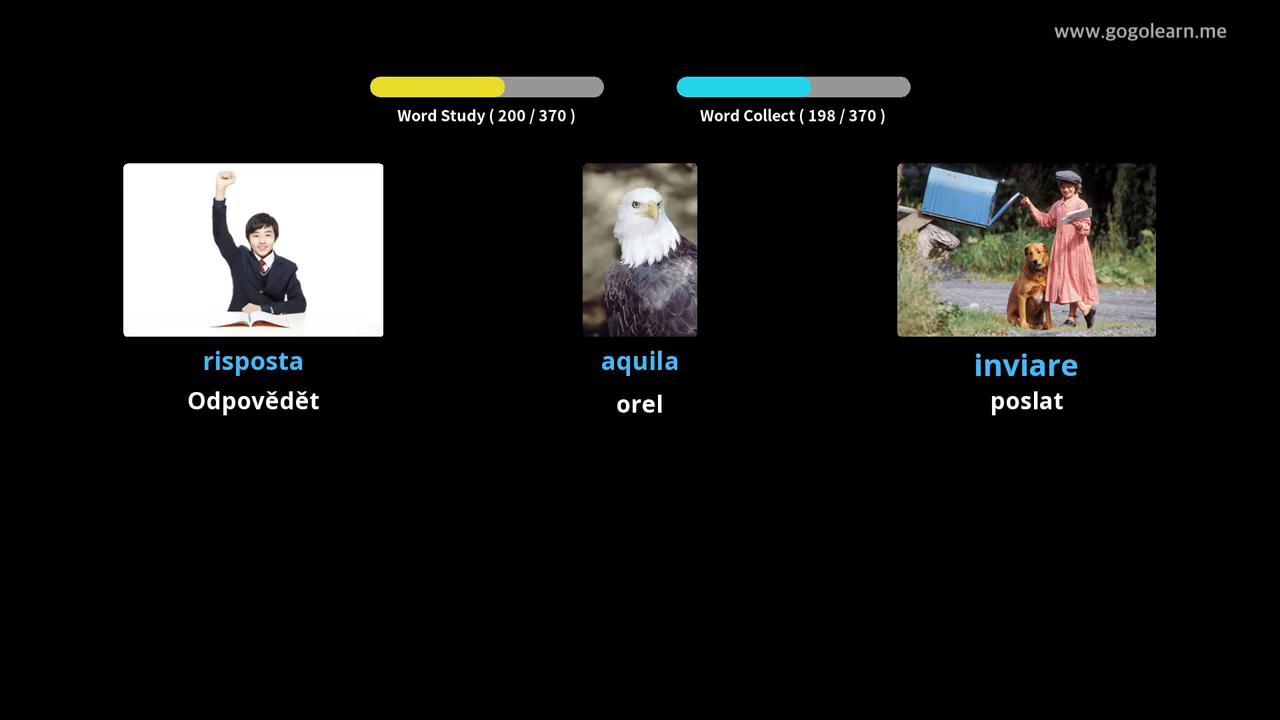 www.gogolearn.me
Word Study ( 200 / 370 )
Word Collect ( 198 / 370 )
risposta
Odpovědět
aquila
orel
inviare
poslat